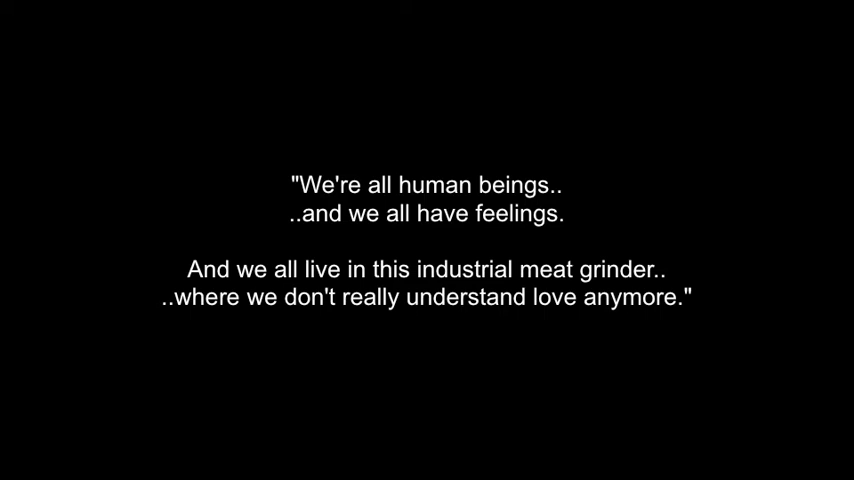 "We're all human beings..
..and we all have feelings.
And we all live in this industrial meat grinder..
..where we don't really understand love anymore."